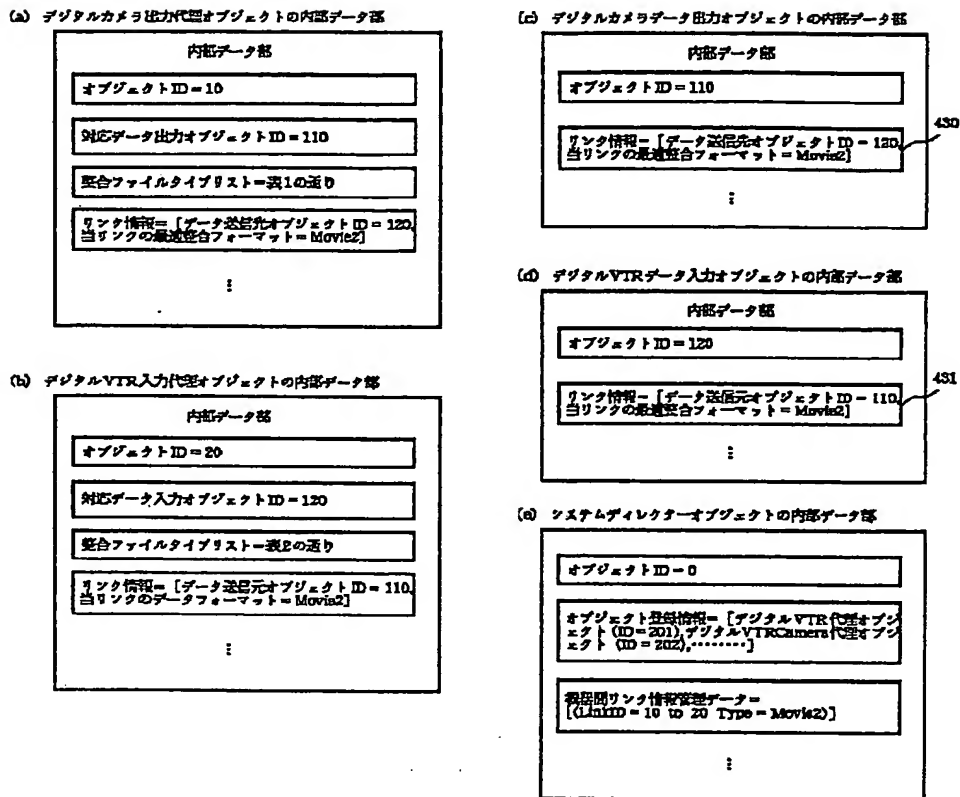 (a) デジタルカメラ出力代理オブジェクトの内部データ部
内部データ部
オブジェクトID=10
対応データ出力オブジェクトID=110
整合ファイルタイプリスト=表1の通り
リンク情報=［データ送信先オブジェクトID=120,
当リンクの最適整合フォーマット=Movie2］
⋮
(b) デジタルVTR入力代理オブジェクトの内部データ部
内部データ部
オブジェクトID=20
対応データ入力オブジェクトID=120
整合ファイルタイプリスト=表2の通り
リンク情報=［データ送信元オブジェクトID=110,
当リンクのデータフォーマット=Movie2］
⋮
(c) デジタルカメラデータ出力オブジェクトの内部データ部
内部データ部
オブジェクトID=110
430
リンク情報=［データ送信先オブジェクトID=120,
当リンクの最適整合フォーマット=Movie2］
⋮
(d) デジタルVTRデータ入力オブジェクトの内部データ部
内部データ部
オブジェクトID=120
431
リンク情報=［データ送信元オブジェクトID=110,
当リンクの最適整合フォーマット=Movie2］
⋮
(e) システムディレクターオブジェクトの内部データ部
オブジェクトID=0
オブジェクト登録情報=［デジタルVTR代理オブジ
ェクト(ID=201),デジタルVTRCamera代理オブジ
ェクト (ID=202),………］
機器間リンク情報管理データ=
[(LinkID=10 to 20 Type=Movie2)]
⋮